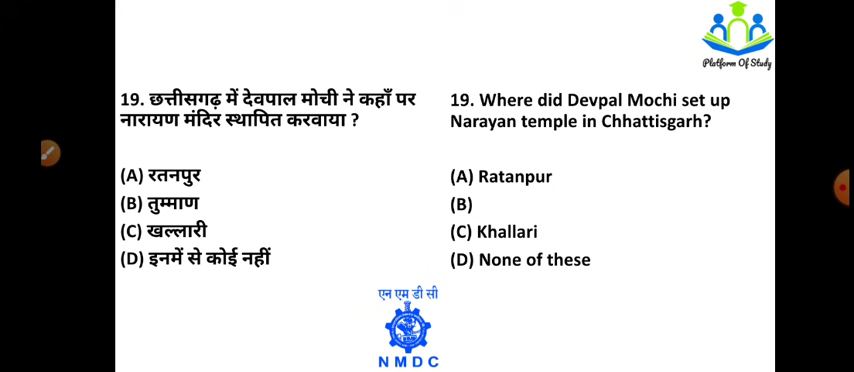 Platform Of Study
19. छत्तीसगढ़ में देवपाल मोची ने कहाँ पर
नारायण मंदिर स्थापित करवाया ?
(A) रतनपुर
(B) तुम्माण
(C) खल्लारी
(D) इनमें से कोई नहीं
19. Where did Devpal Mochi set up
Narayan temple in Chhattisgarh?
(A) Ratanpur
(B)
(C) Khallari
(D) None of these
एन एम डी सी
NMDC